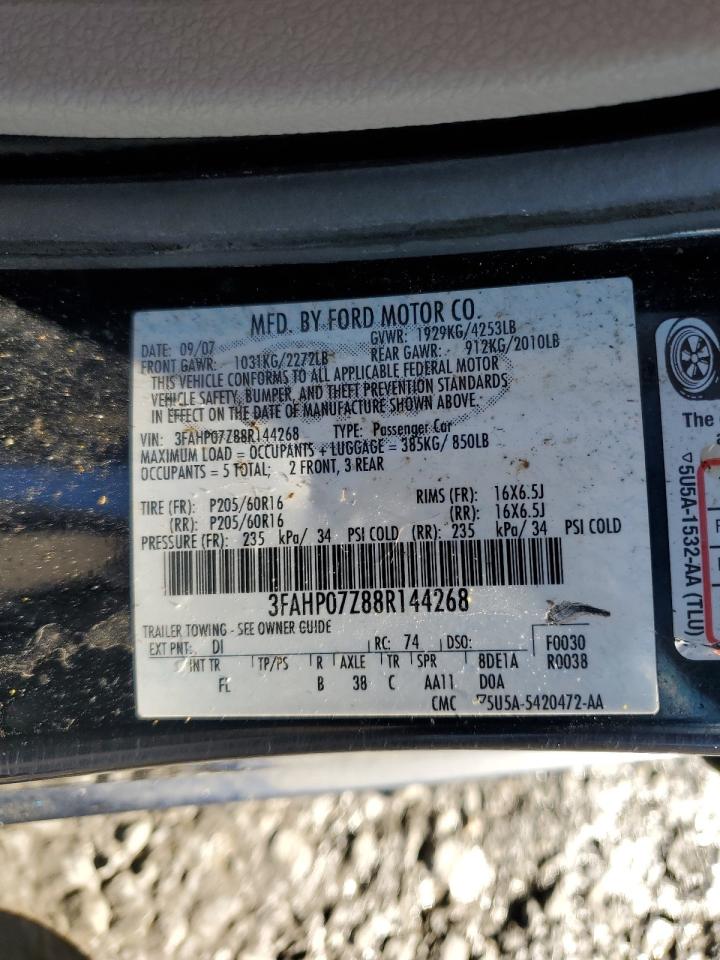 MFD. BY FORD MOTOR CO.
DATE: 09/07 GVWR: 1929KG/4253LB
FRONT GAWR: 1031KG/2272LB REAR GAWR: 912KG/2010LB
THIS VEHICLE CONFORMS TO ALL APPLICABLE FEDERAL MOTOR
VEHICLE SAFETY, BUMPER, AND THEFT PREVENTION STANDARDS
IN EFFECT ON THE DATE OF MANUFACTURE SHOWN ABOVE.
VIN: 3FAHP07Z88R144268 TYPE: Passenger Car
MAXIMUM LOAD = OCCUPANTS + LUGGAGE = 385KG/ 850LB
OCCUPANTS = 5 TOTAL; 2 FRONT, 3 REAR
TIRE (FR): P205/60R16 RIMS (FR): 16X6.5J
(RR): P205/60R16 (RR): 16X6.5J
PRESSURE (FR): 235 kPa/ 34 PSI COLD (RR): 235 kPa/ 34 PSI COLD
3FAHP07Z88R144268
TRAILER TOWING - SEE OWNER GUIDE
EXT PNT: DI RC: 74 DSO: F0030
INT TR TP/PS R AXLE TR SPR 8DE1A R0038
FL B 38 C AA11 D0A
CMC ▽5U5A-5420472-AA
The
▽5U5A-1532-AA (TLU)